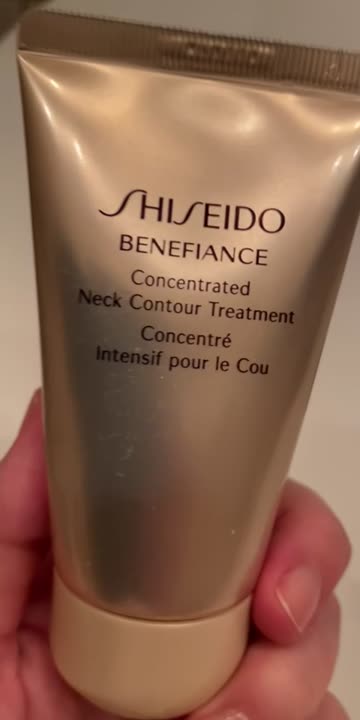 SHISEIDO
BENEFIANCE
Concentrated
Neck Contour Treatment
Concentré
Intensif pour le Cou